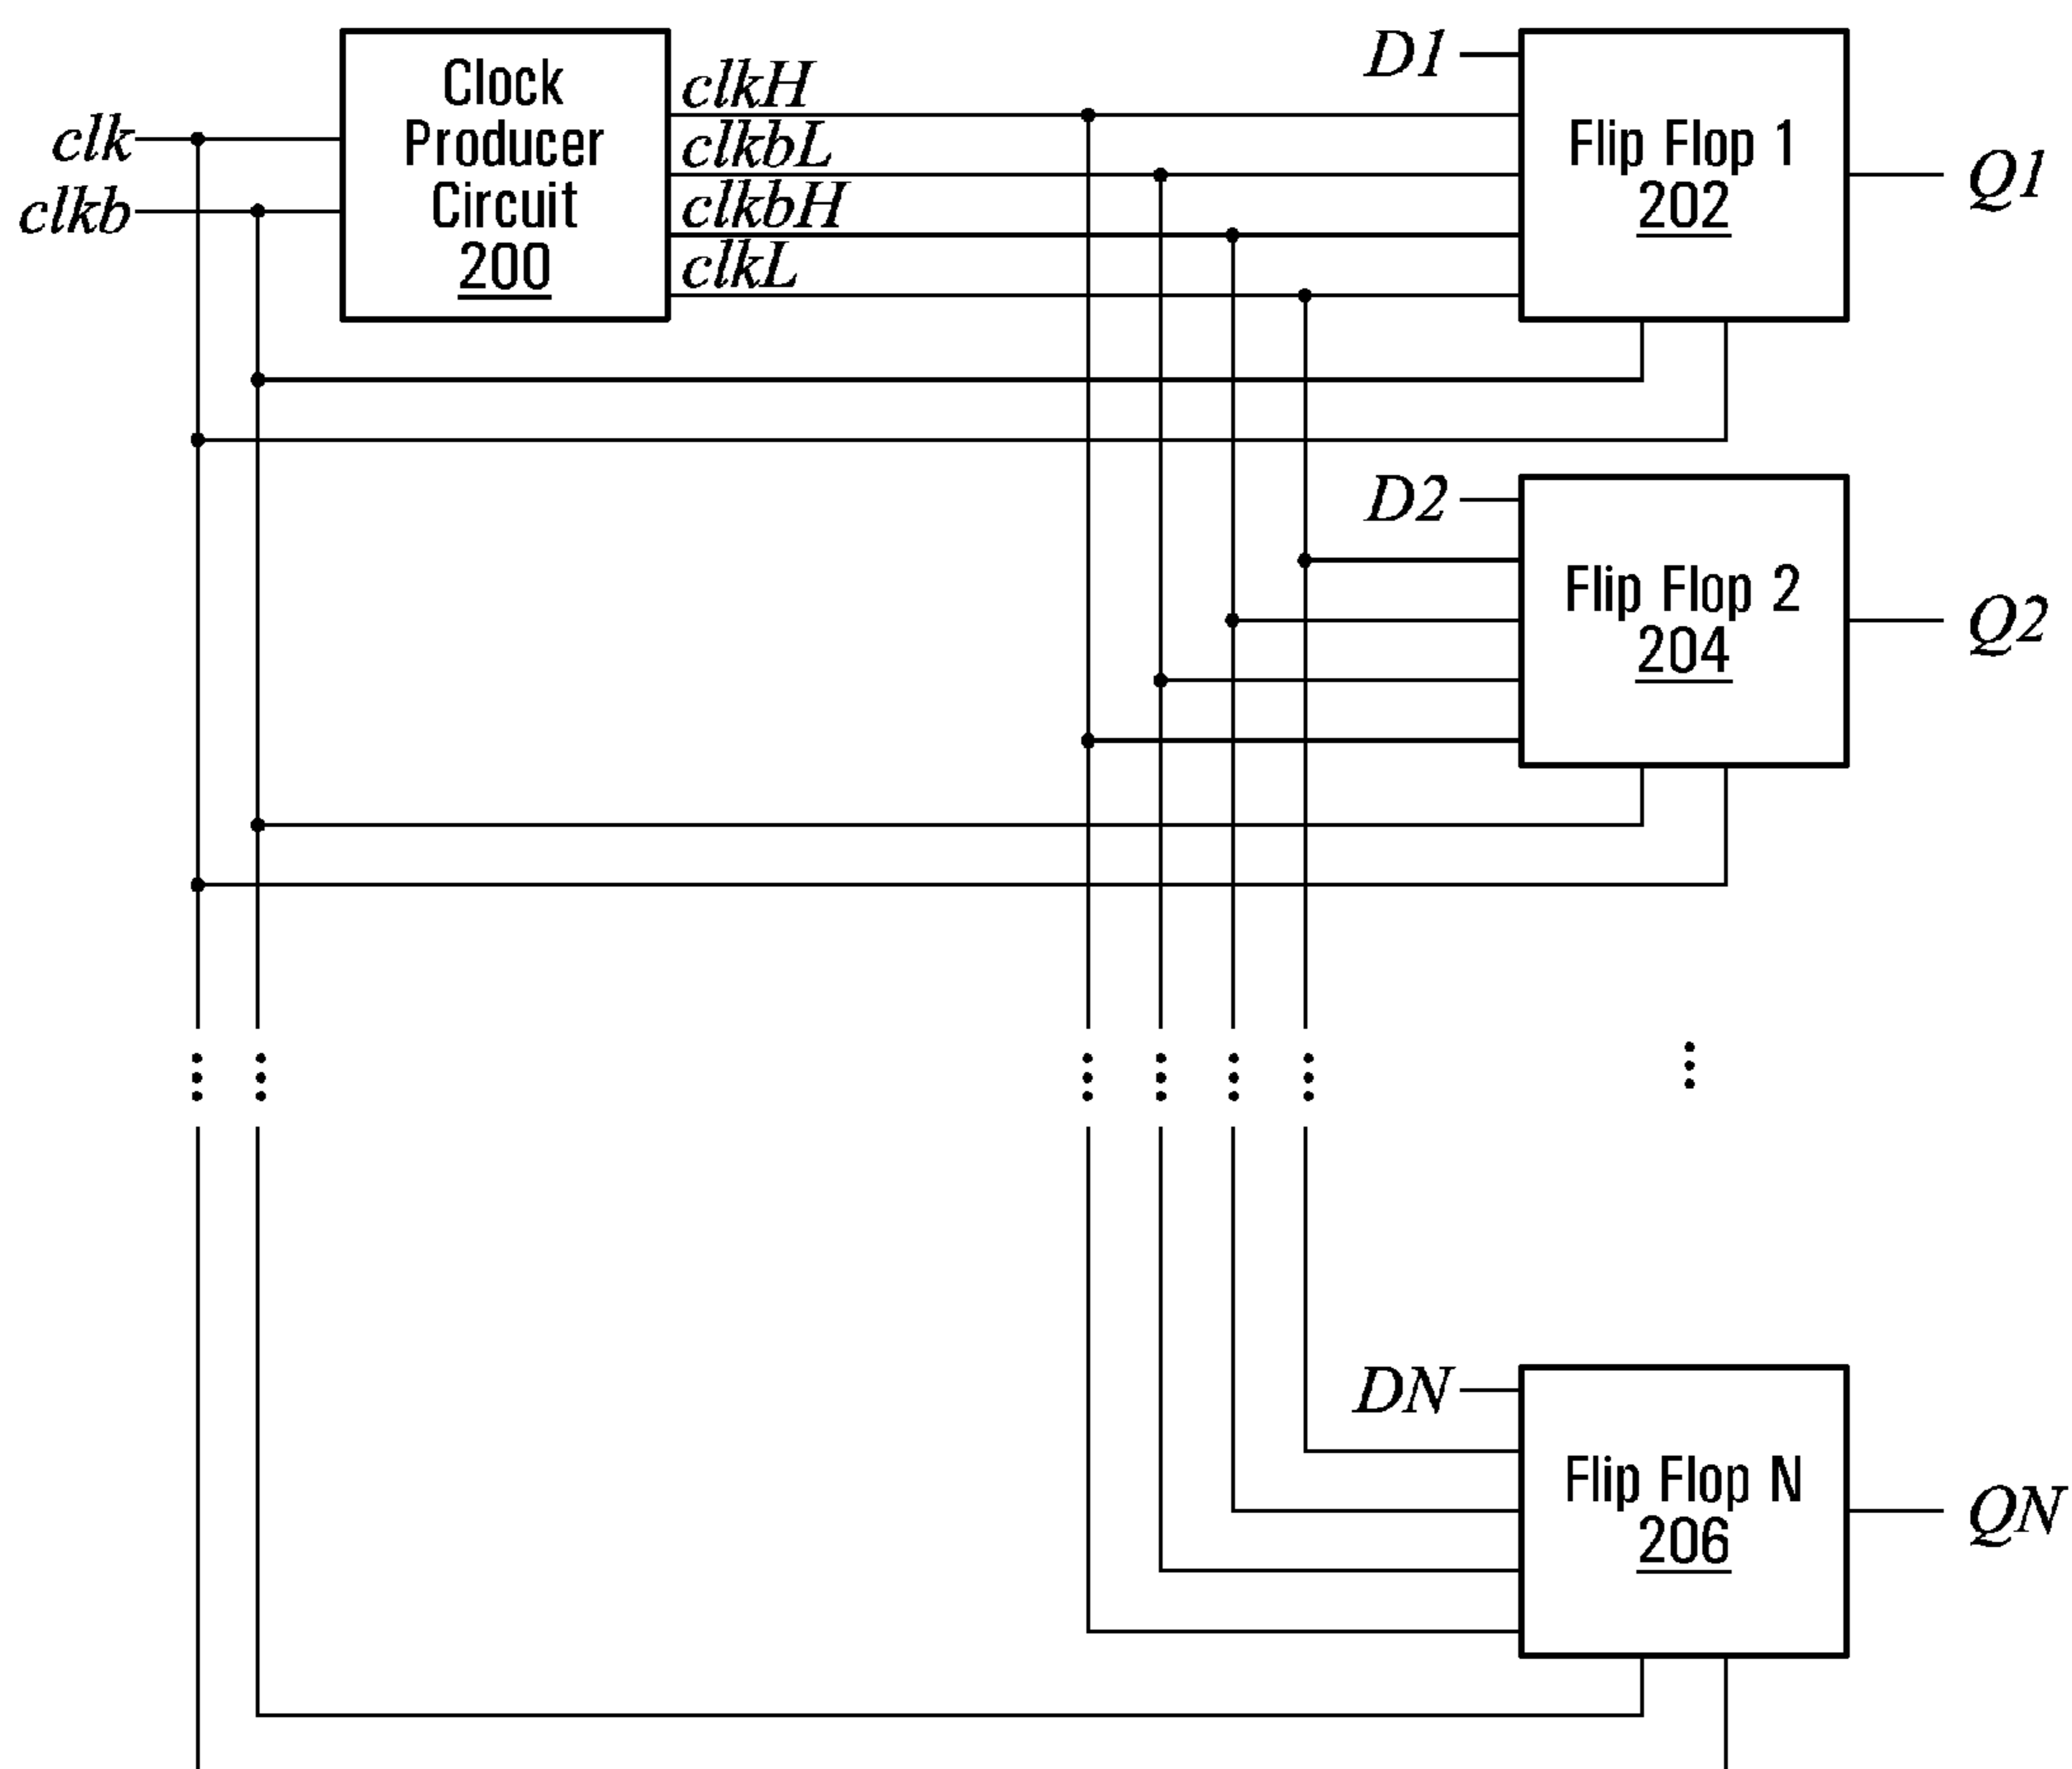 clk
clkb
Clock
Producer
Circuit
200
clkH
clkbL
clkbH
clkL
D1
Flip Flop 1
202
Q1
D2
Flip Flop 2
204
Q2
DN
Flip Flop N
206
QN